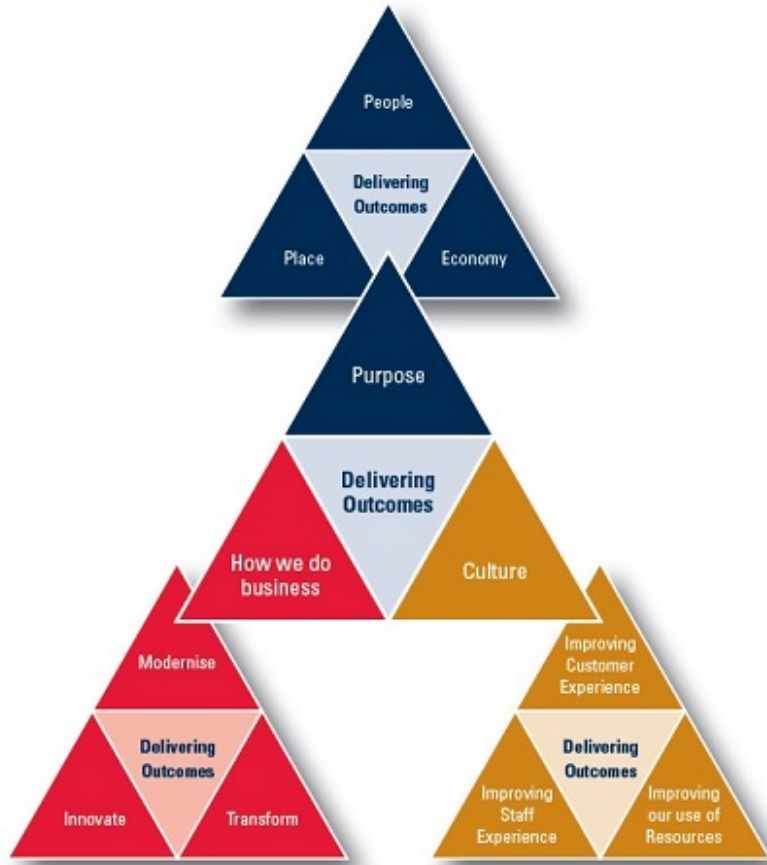 People
Delivering
Outcomes
Place
Economy
Purpose
Delivering
Outcomes
How we do
business
Culture
Modernise
Delivering
Outcomes
Innovate
Transform
Improving
Customer
Experience
Delivering
Outcomes
Improving
Staff
Experience
Improving
our use of
Resources